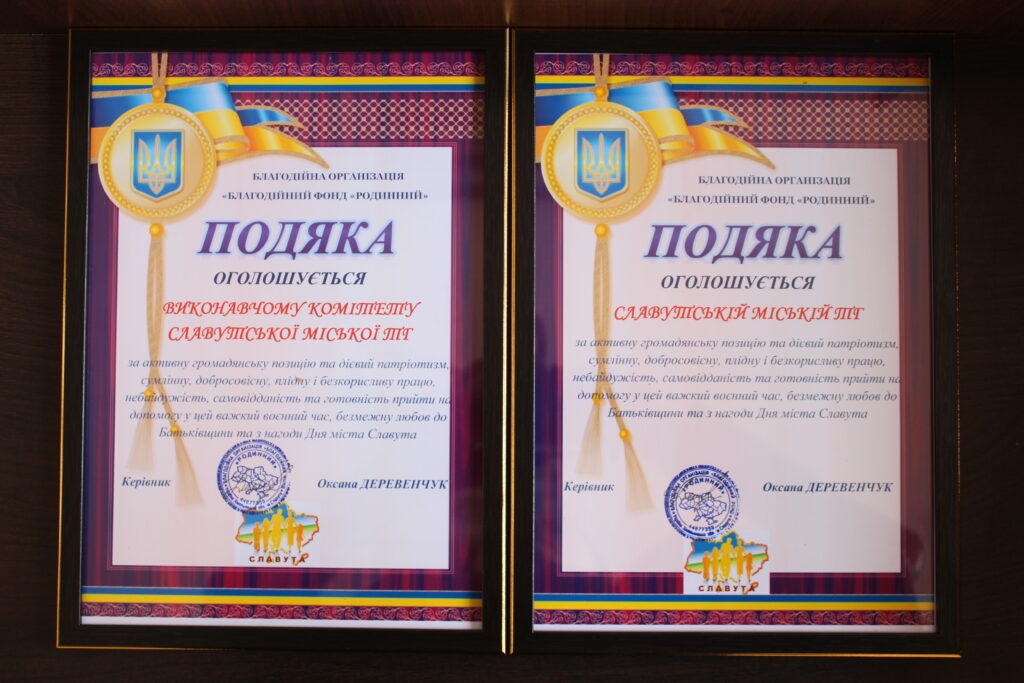 БЛАГОДІЙНА ОРГАНІЗАЦІЯ
«БЛАГОДІЙНИЙ ФОНД «РОДИННИЙ»
ПОДЯКА
ОГОЛОШУЄТЬСЯ
ВИКОНАВЧОМУ КОМІТЕТУ
СЛАВУТСЬКОЇ МІСЬКОЇ ТГ
за активну громадянську позицію та дієвий патріотизм,
сумлінну, добросовісну, плідну і безкорисливу працю,
небайдужість, самовідданість та готовність прийти на
допомогу у цей важкий воєнний час, безмежну любов до
Батьківщини та з нагоди Дня міста Славута
Керівник
Оксана ДЕРЕВЕНЧУК
«РОДИННИЙ»
СЛАВУТА
БЛАГОДІЙНА ОРГАНІЗАЦІЯ
«БЛАГОДІЙНИЙ ФОНД «РОДИННИЙ»
ПОДЯКА
ОГОЛОШУЄТЬСЯ
СЛАВУТСЬКІЙ МІСЬКІЙ ТГ
за активну громадянську позицію та дієвий патріотизм,
сумлінну, добросовісну, плідну і безкорисливу працю,
небайдужість, самовідданість та готовність прийти на
допомогу у цей важкий воєнний час, безмежну любов до
Батьківщини та з нагоди Дня міста Славута
Керівник
Оксана ДЕРЕВЕНЧУК
«РОДИННИЙ»
СЛАВУТА